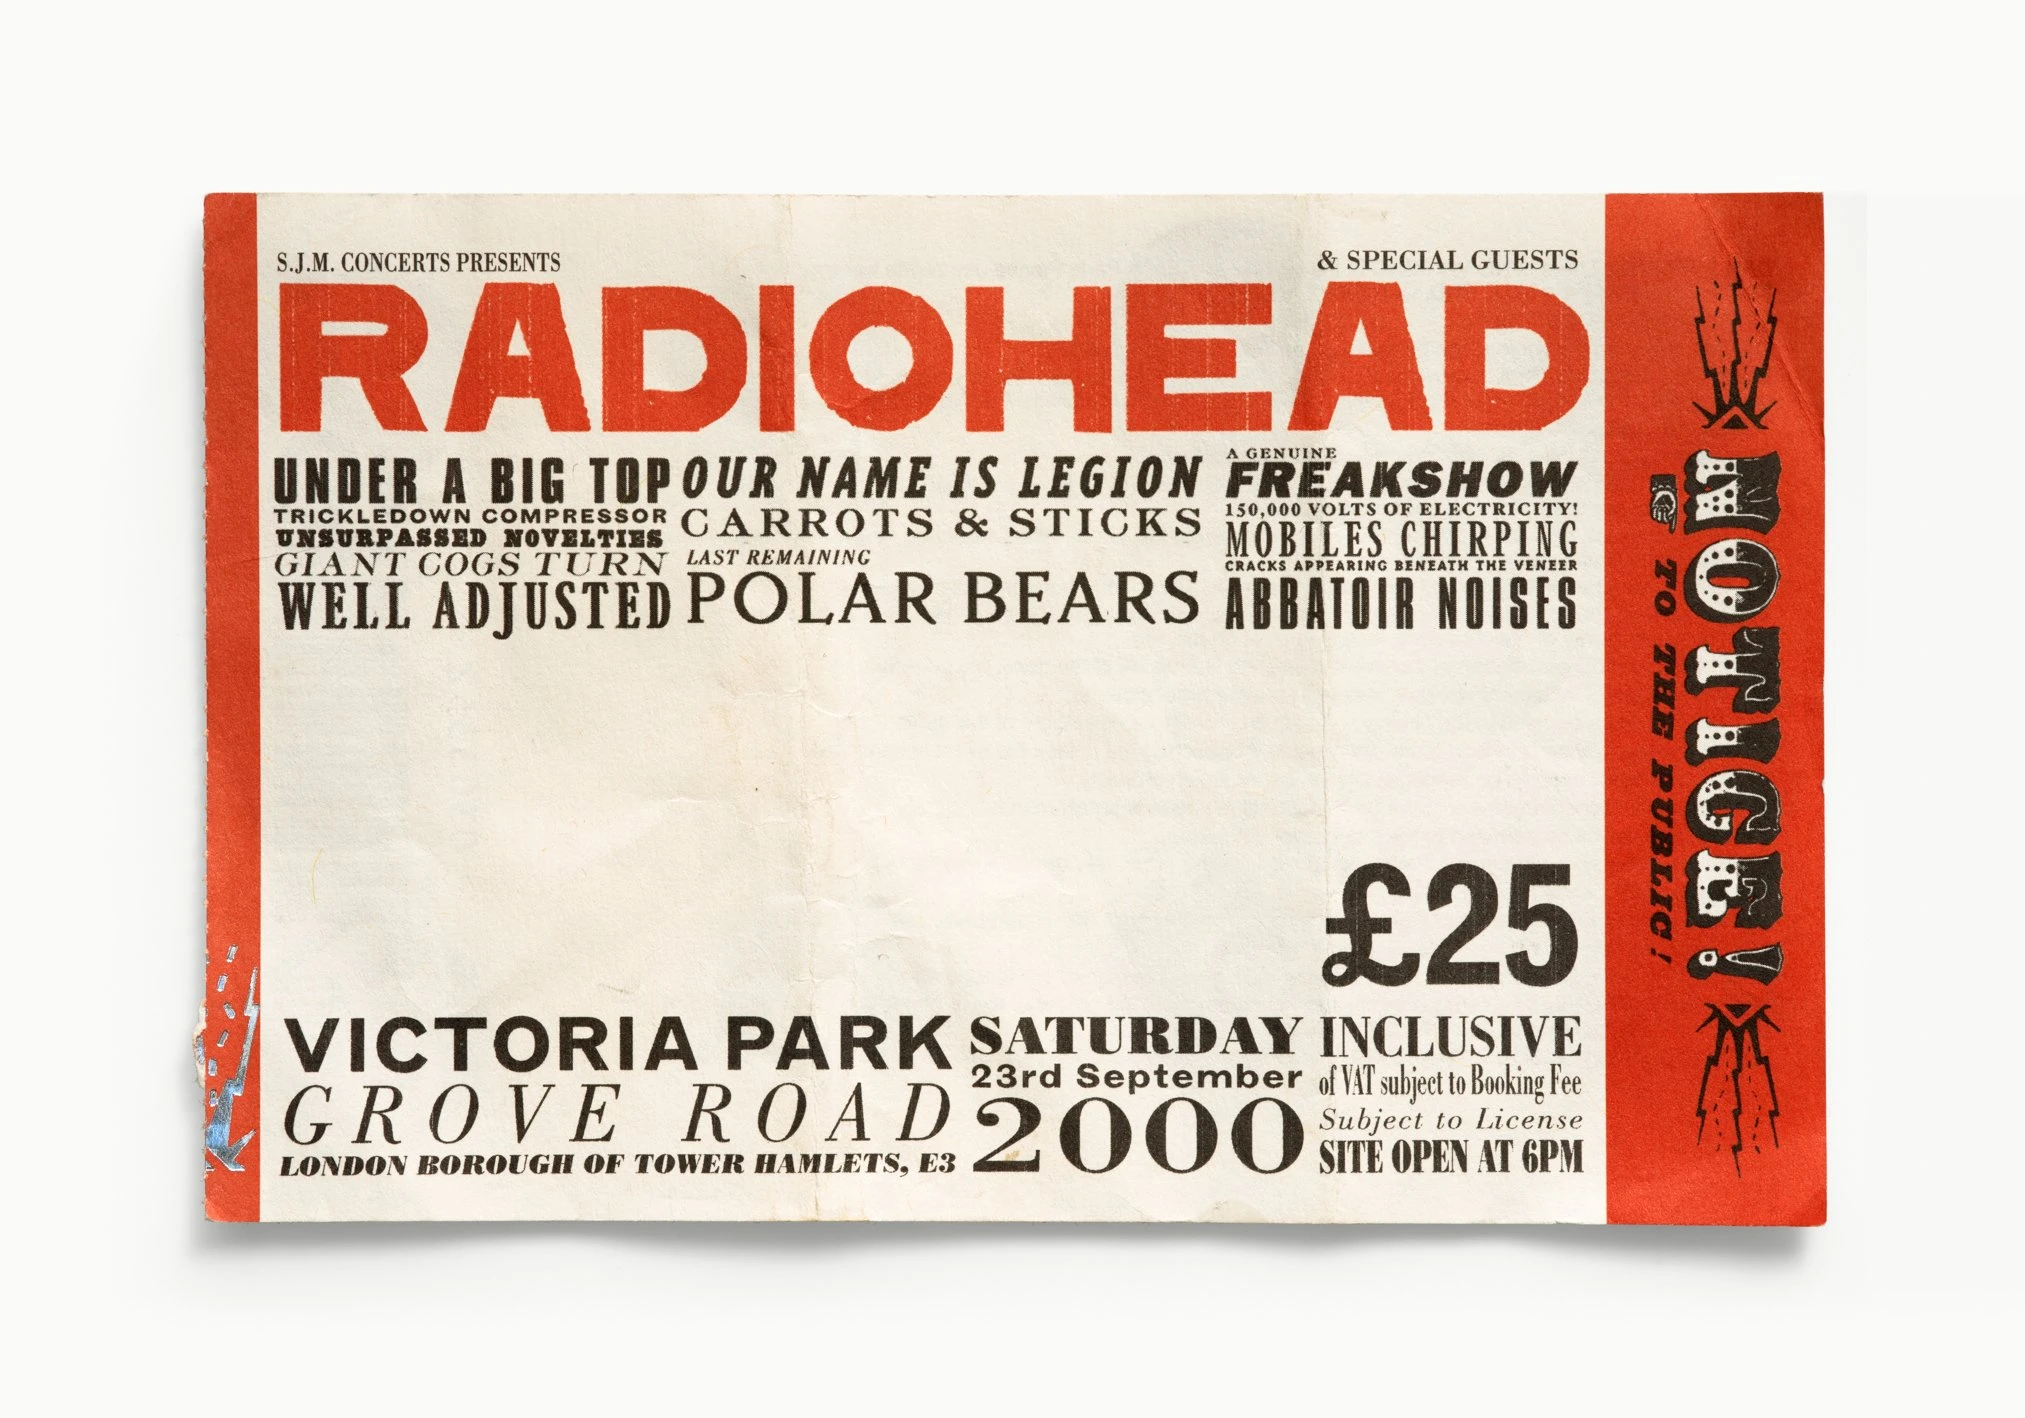 S.J.M. CONCERTS PRESENTS
& SPECIAL GUESTS
RADIOHEAD
UNDER A BIG TOP
TRICKLEDOWN COMPRESSOR
UNSURPASSED NOVELTIES
GIANT COGS TURN
WELL ADJUSTED
OUR NAME IS LEGION
CARROTS & STICKS
LAST REMAINING
POLAR BEARS
A GENUINE
FREAKSHOW
150,000 VOLTS OF ELECTRICITY!
MOBILES CHIRPING
CRACKS APPEARING BENEATH THE VENEER
ABBATOIR NOISES
£25
VICTORIA PARK
GROVE ROAD
LONDON BOROUGH OF TOWER HAMLETS, E3
SATURDAY
23rd September
2000
INCLUSIVE
of VAT subject to Booking Fee
Subject to License
SITE OPEN AT 6PM
NOTICE!
TO THE PUBLIC!